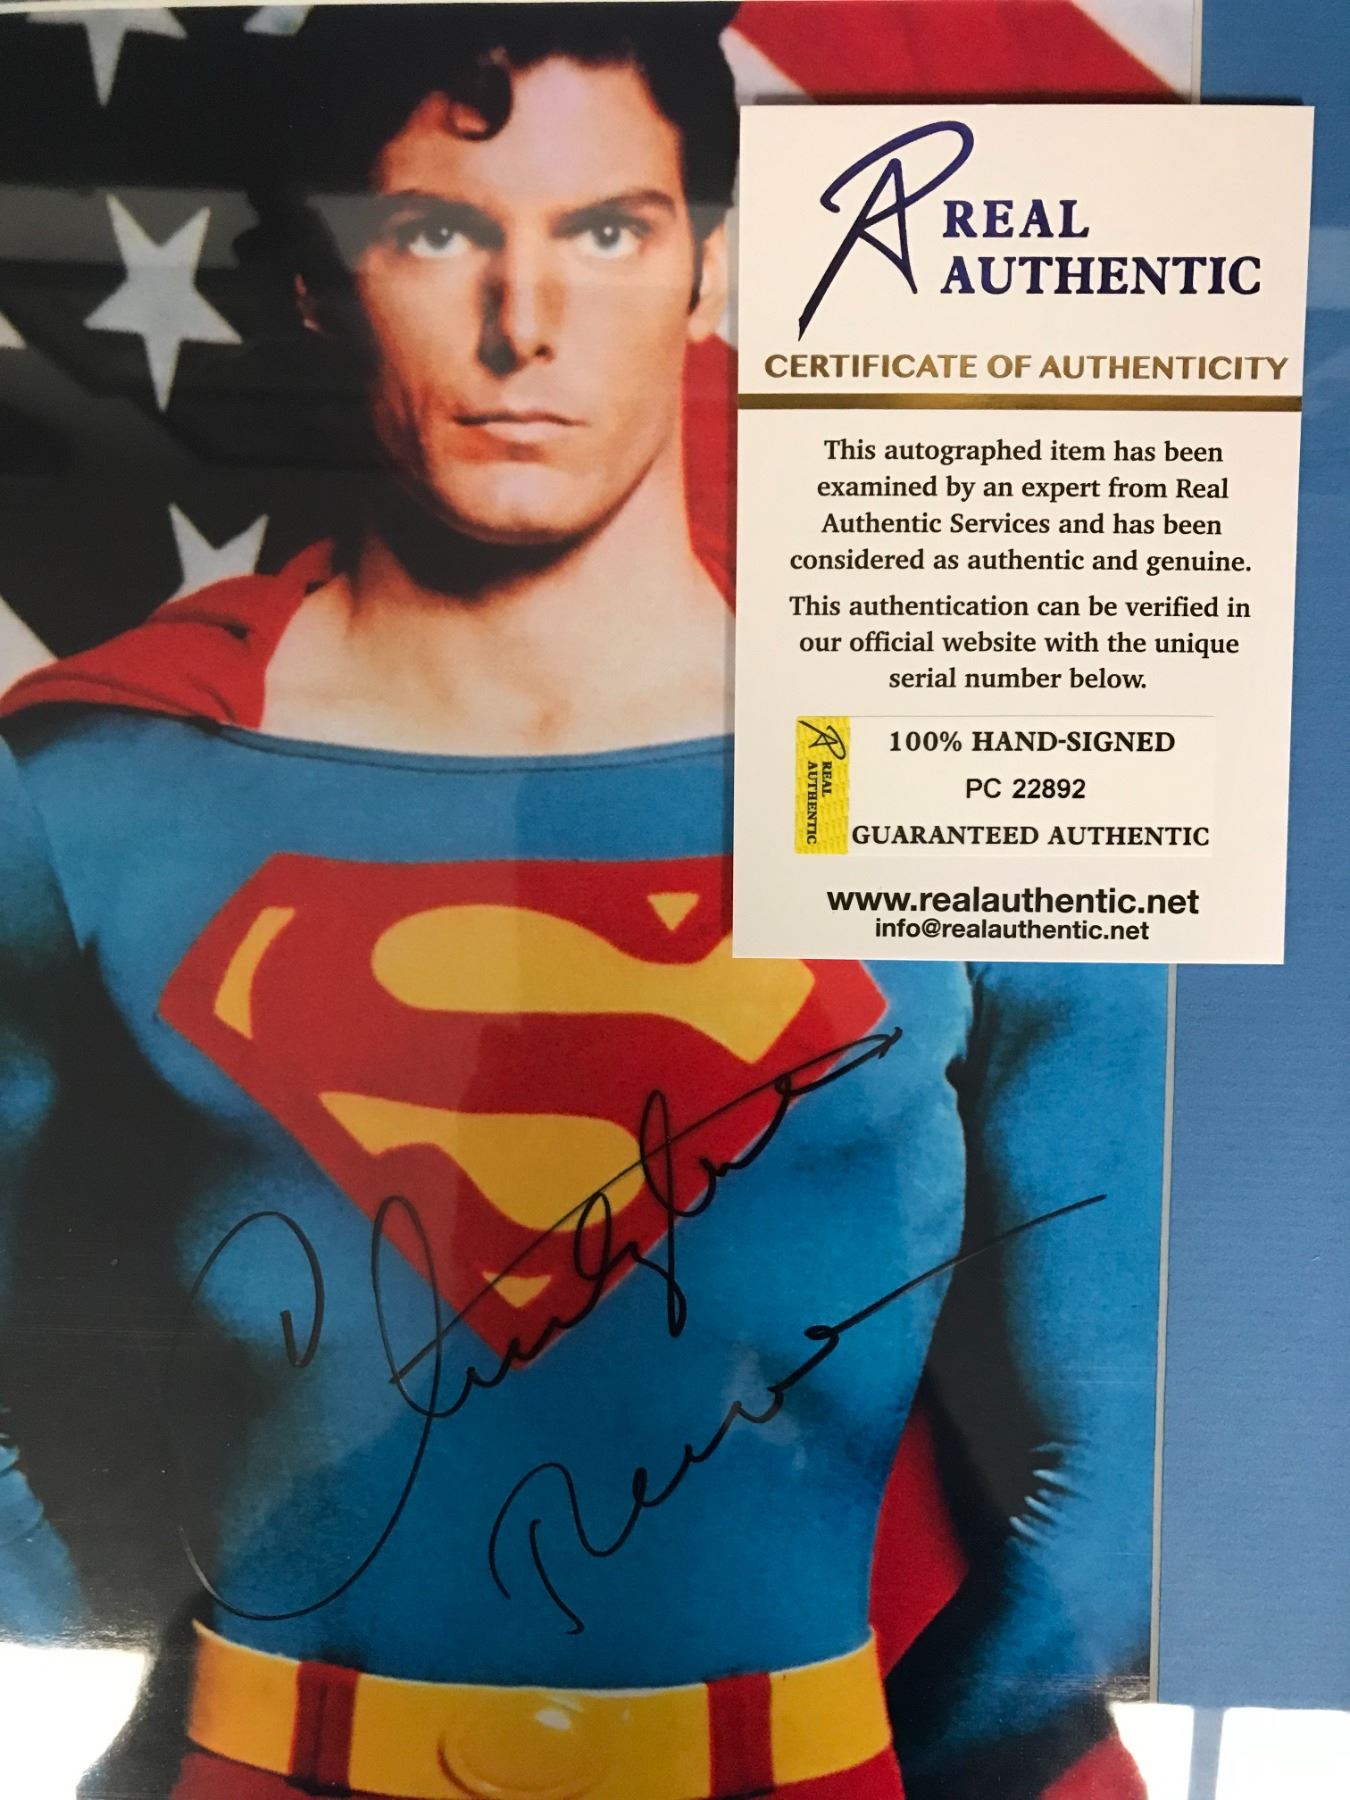 REAL
AUTHENTIC
CERTIFICATE OF AUTHENTICITY
This autographed item has been
examined by an expert from Real
Authentic Services and has been
considered as authentic and genuine.
This authentication can be verified in
our official website with the unique
serial number below.
REAL
AUTHENTIC
100% HAND-SIGNED
PC 22892
GUARANTEED AUTHENTIC
www.realauthentic.net
info@realauthentic.net
S
Christopher
Reeve